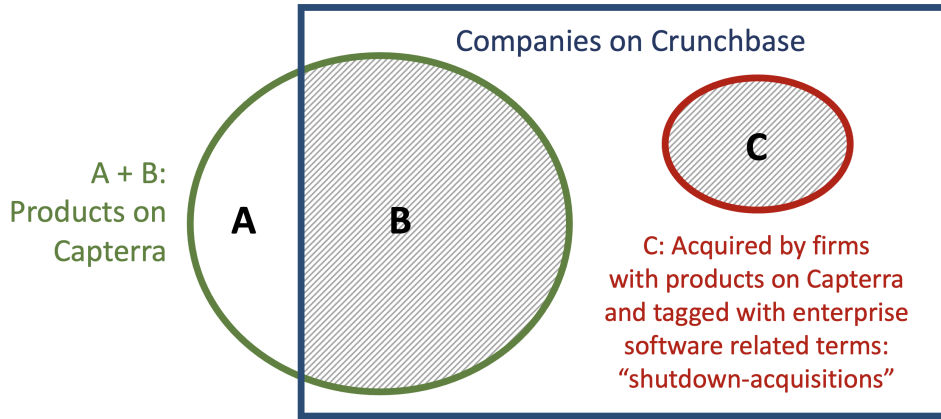 Companies on Crunchbase
A + B:
Products on
Capterra
A
B
C
C: Acquired by firms
with products on Capterra
and tagged with enterprise
software related terms:
“shutdown-acquisitions”